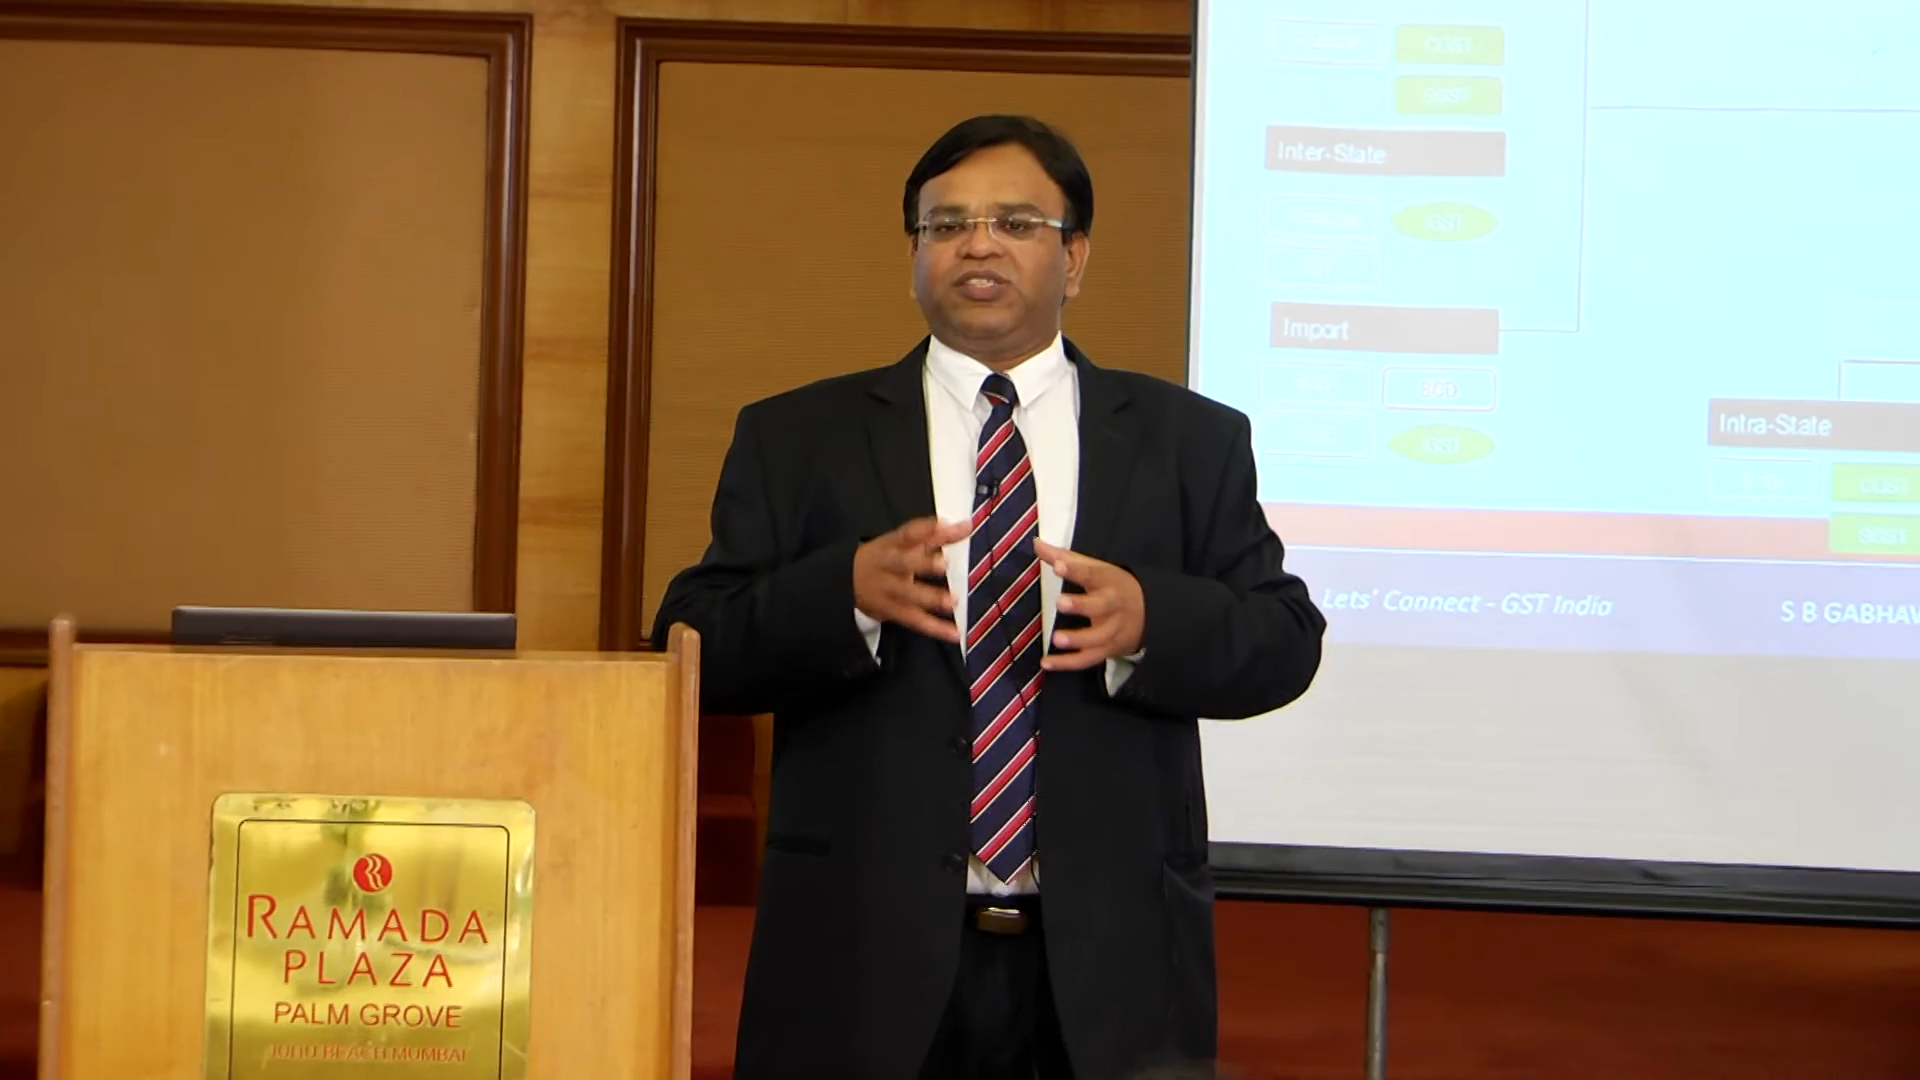 CGST
SGST
Inter-State
IGST
Import
BCD
IGST
Intra-State
CGST
SGST
Lets' Connect - GST India
S B GABHAW
RAMADA
PLAZA
PALM GROVE
JUHU BEACH MUMBAI